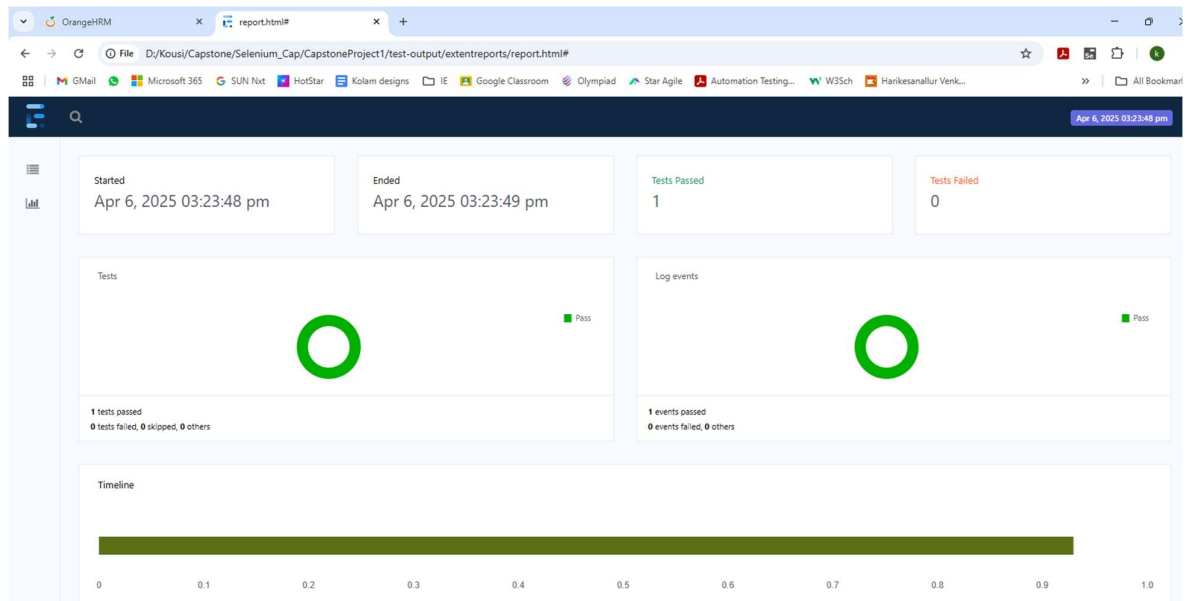 OrangeHRM
report.html#
File D:/Kousi/Capstone/Selenium_Cap/CapstoneProject1/test-output/extentreports/report.html#
k
GMail Microsoft 365 SUN Nxt HotStar Kolam designs IE Google Classroom Olympiad Star Agile Automation Testing... W3Sch Harikesanallur Venk... » All Bookmar
Apr 6, 2025 03:23:48 pm
Started
Apr 6, 2025 03:23:48 pm
Ended
Apr 6, 2025 03:23:49 pm
Tests Passed
1
Tests Failed
0
Tests
Pass
1 tests passed
0 tests failed, 0 skipped, 0 others
Log events
Pass
1 events passed
0 events failed, 0 others
Timeline
0 0.1 0.2 0.3 0.4 0.5 0.6 0.7 0.8 0.9 1.0